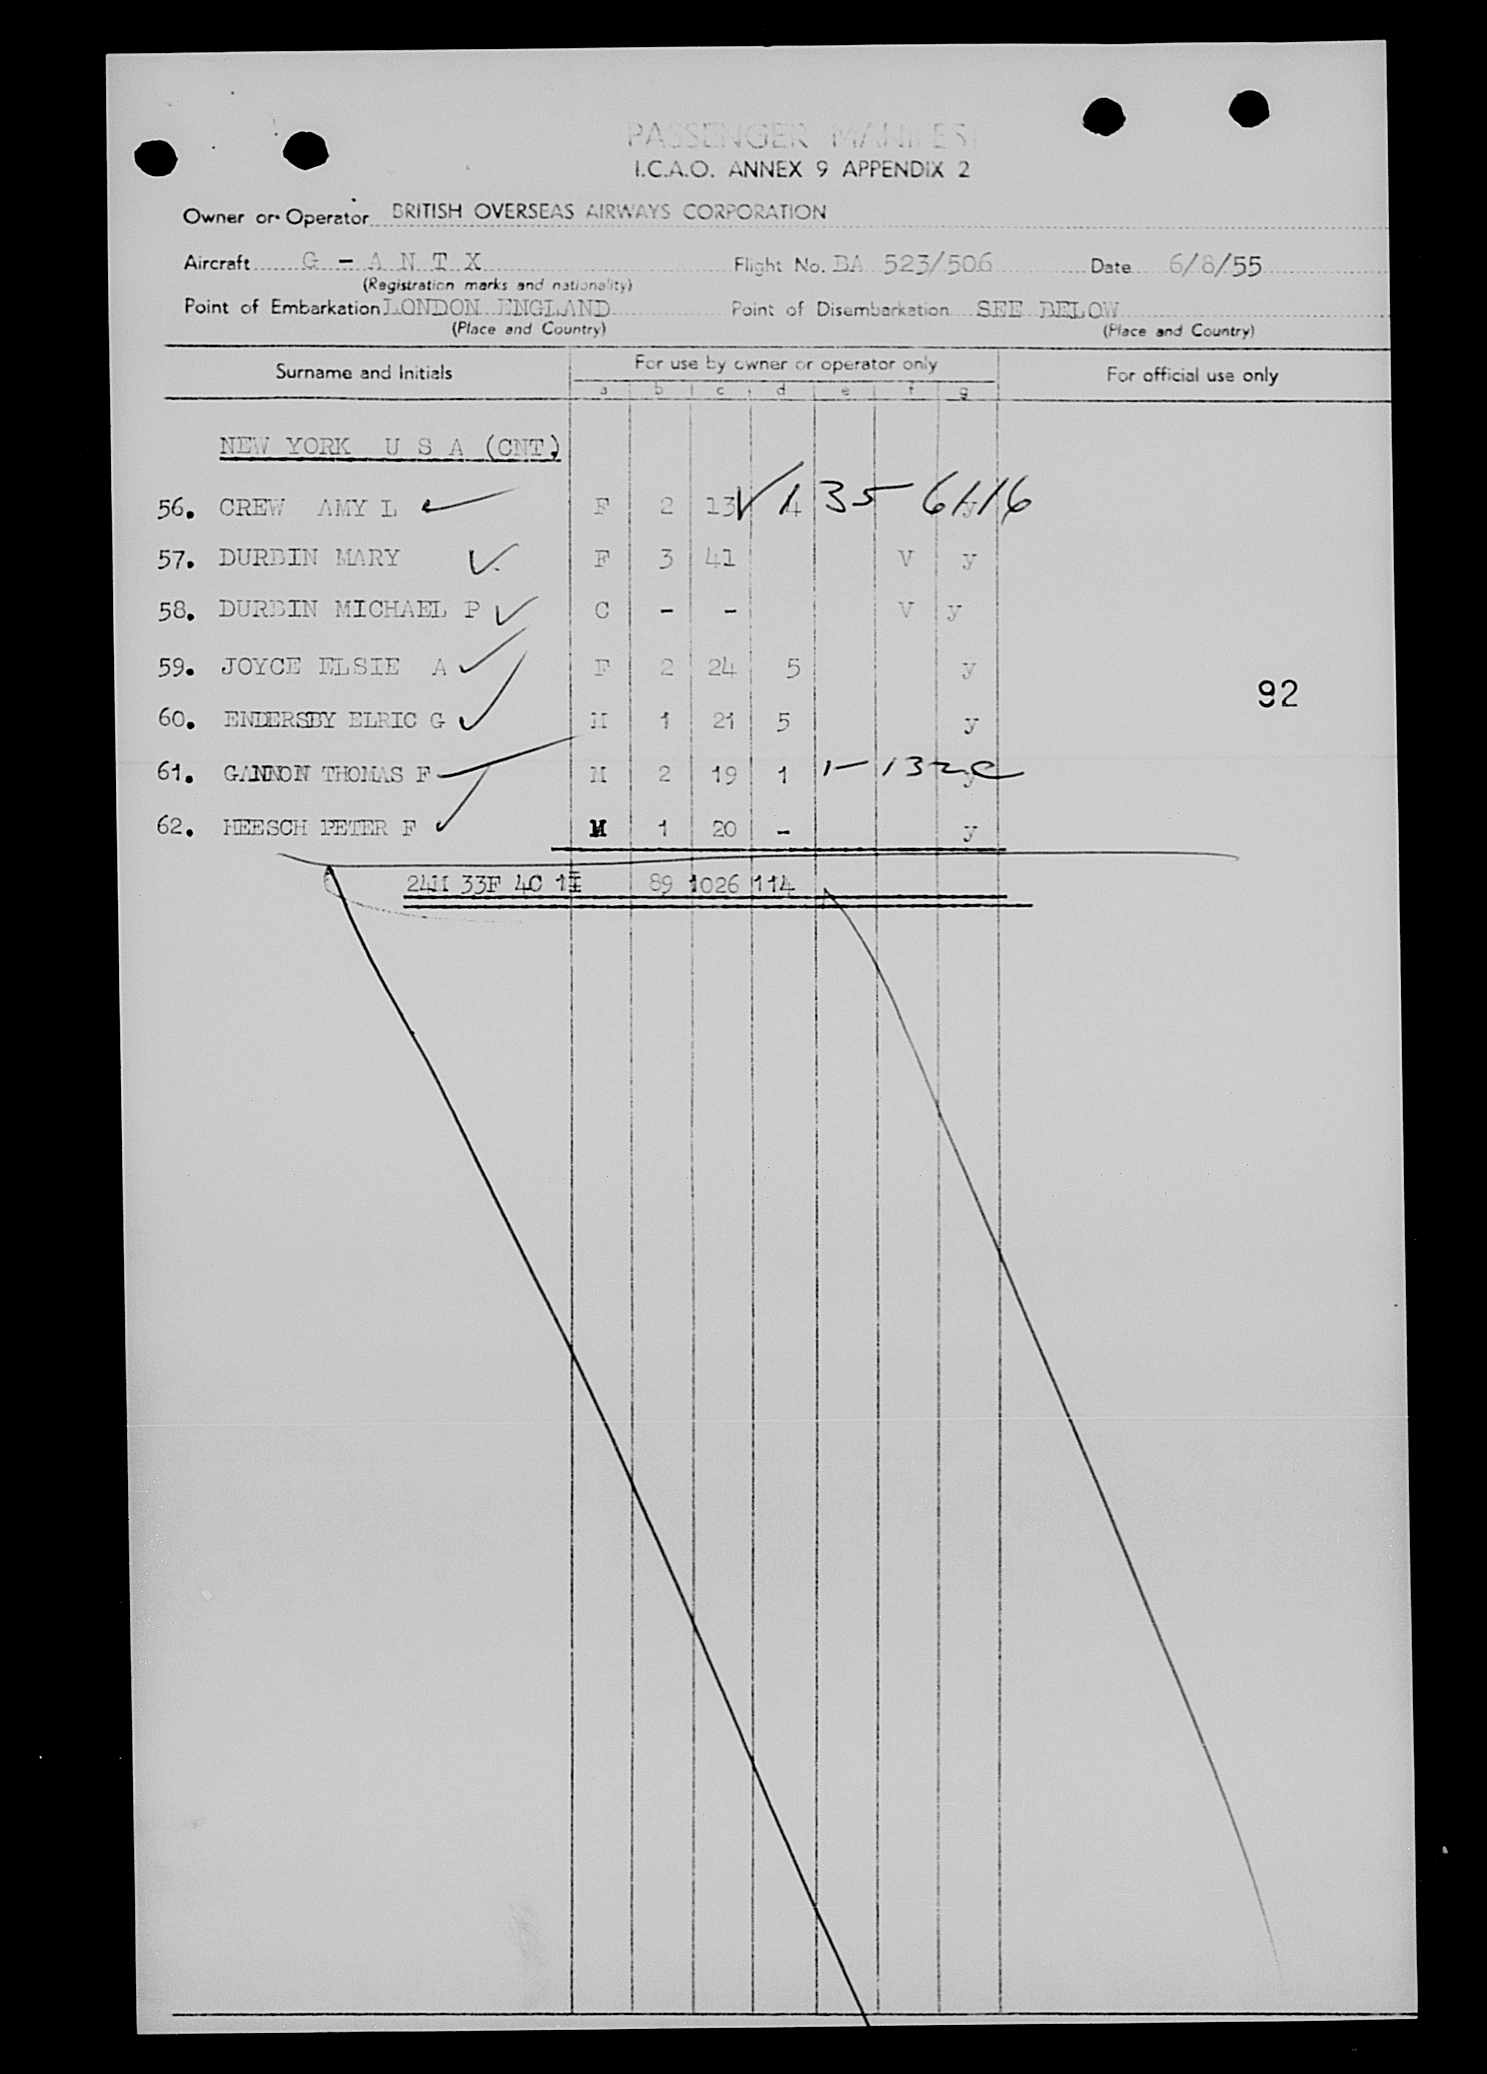 PASSENGER MANIFEST
I.C.A.O. ANNEX 9 APPENDIX 2
Owner or Operator BRITISH OVERSEAS AIRWAYS CORPORATION
Aircraft G - A N T X Flight No. BA 523/506 Date 6/8/55
(Registration marks and nationality)
Point of Embarkation LONDON ENGLAND Point of Disembarkation SEE BELOW
(Place and Country) (Place and Country)
Surname and Initials For use by owner or operator only For official use only
a b c d e f g
NEW YORK U S A (CNT)
56. CREW AMY L F 2 13 4 y
57. DURBIN MARY F 3 41 V y
58. DURBIN MICHAEL P C - - V y
59. JOYCE ELSIE A F 2 24 5 y
92
60. ENDERSBY ELRIC G M 1 21 5 y
61. GANNON THOMAS F M 2 19 1 y
62. HEESCH PETER F M 1 20 - y
24M 33F 4C 1I 89 1026 114